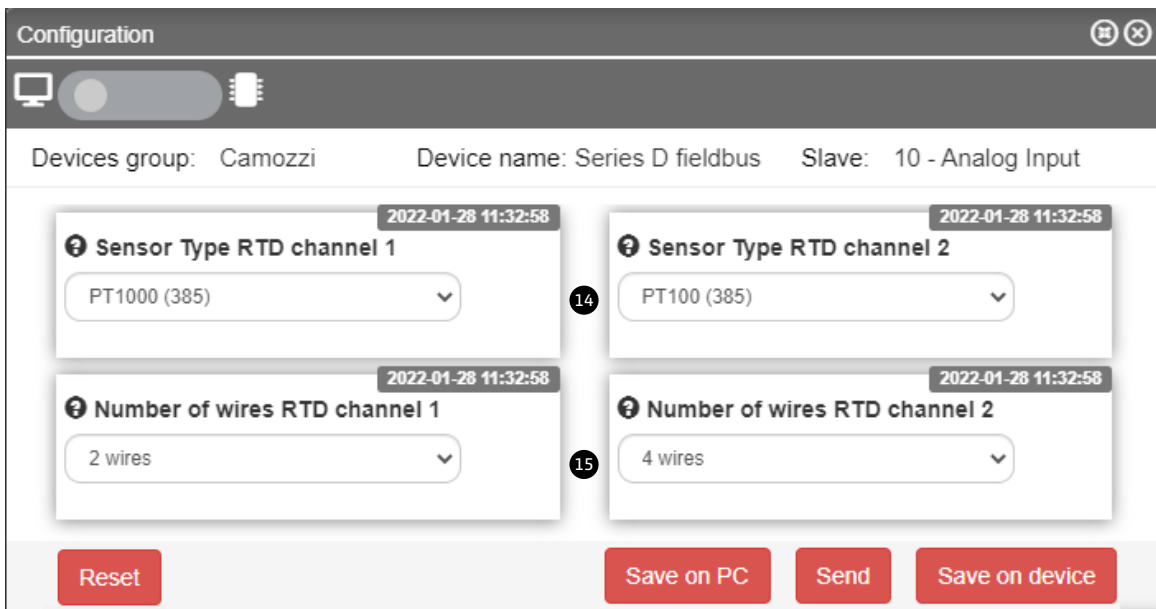 Configuration
Devices group: Camozzi Device name: Series D fieldbus Slave: 10 - Analog Input
2022-01-28 11:32:58
Sensor Type RTD channel 1
PT1000 (385)
2022-01-28 11:32:58
Sensor Type RTD channel 2
PT100 (385)
14
2022-01-28 11:32:58
Number of wires RTD channel 1
2 wires
2022-01-28 11:32:58
Number of wires RTD channel 2
4 wires
15
Reset Save on PC Send Save on device